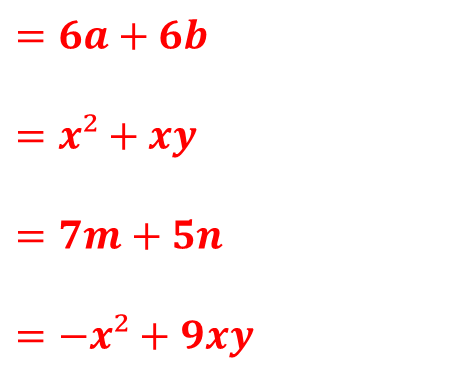 = 6a + 6b
= x² + xy
= 7m + 5n
= −x² + 9xy